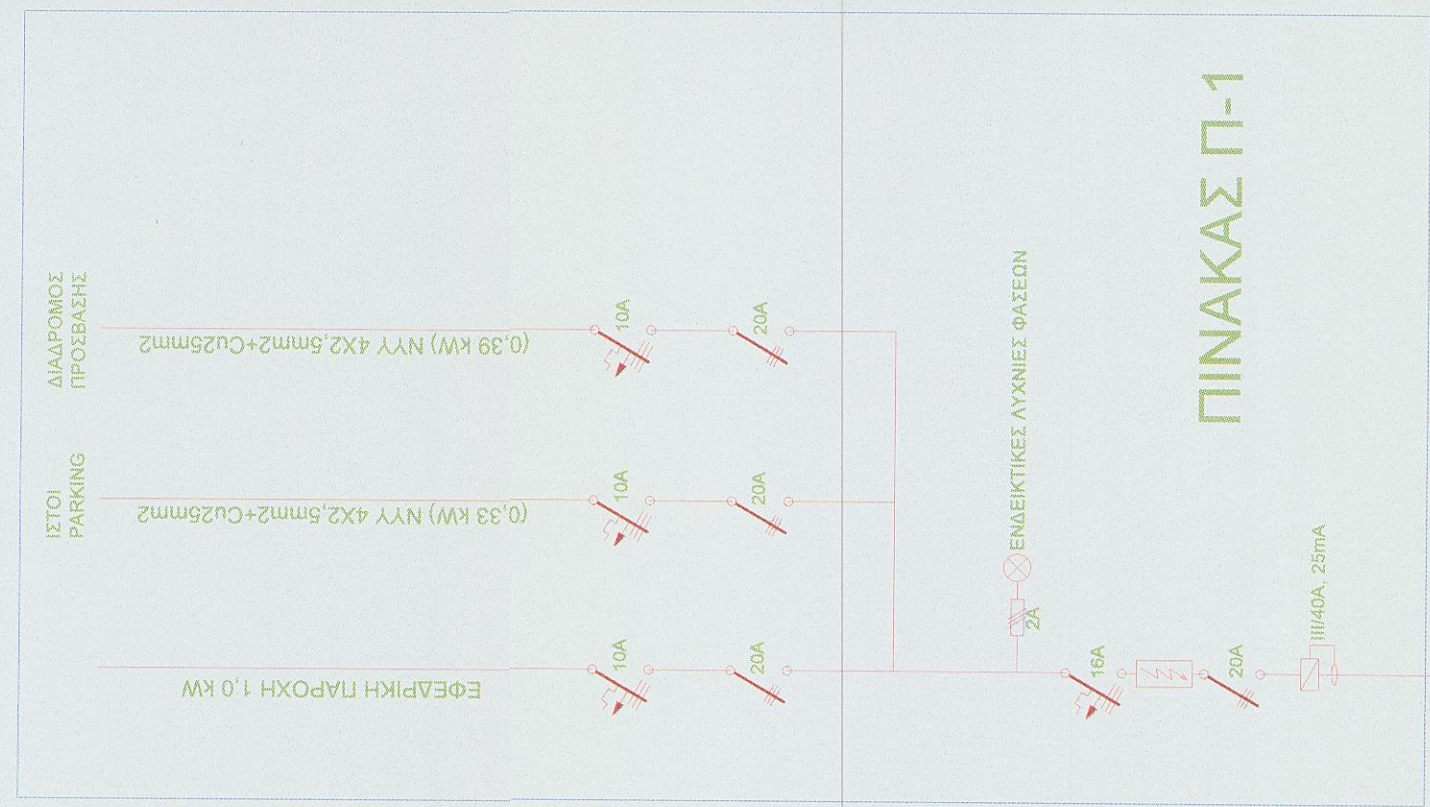 ΔΙΑΔΡΟΜΟΣ
ΠΡΟΣΒΑΣΗΣ
(0,39 kW) NYY 4X2,5mm2+Cu25mm2
10A
20A
ΙΣΤΟΙ
PARKING
(0,33 kW) NYY 4X2,5mm2+Cu25mm2
10A
20A
ΕΦΕΔΡΙΚΗ ΠΑΡΟΧΗ 1,0 kW
10A
20A
ΕΝΔΕΙΚΤΙΚΕΣ ΛΥΧΝΙΕΣ ΦΑΣΕΩΝ
2A
16A
20A
III/40A, 25mA
ΠΙΝΑΚΑΣ Π-1